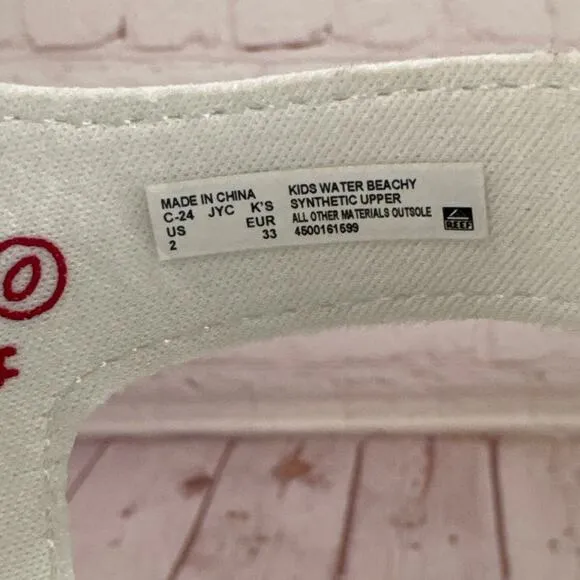 MADE IN CHINA
C-24 JYC K'S
US EUR
2 33
KIDS WATER BEACHY
SYNTHETIC UPPER
ALL OTHER MATERIALS OUTSOLE
4500161599
REEF
O